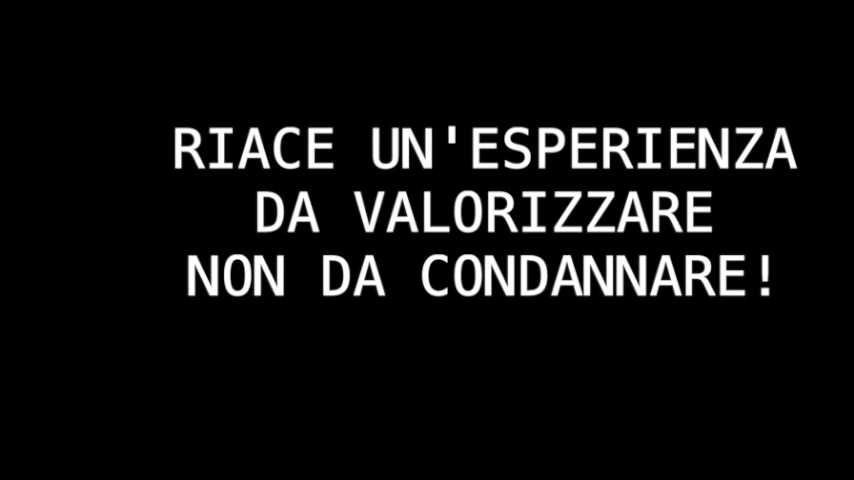 RIACE UN'ESPERIENZA
DA VALORIZZARE
NON DA CONDANNARE!